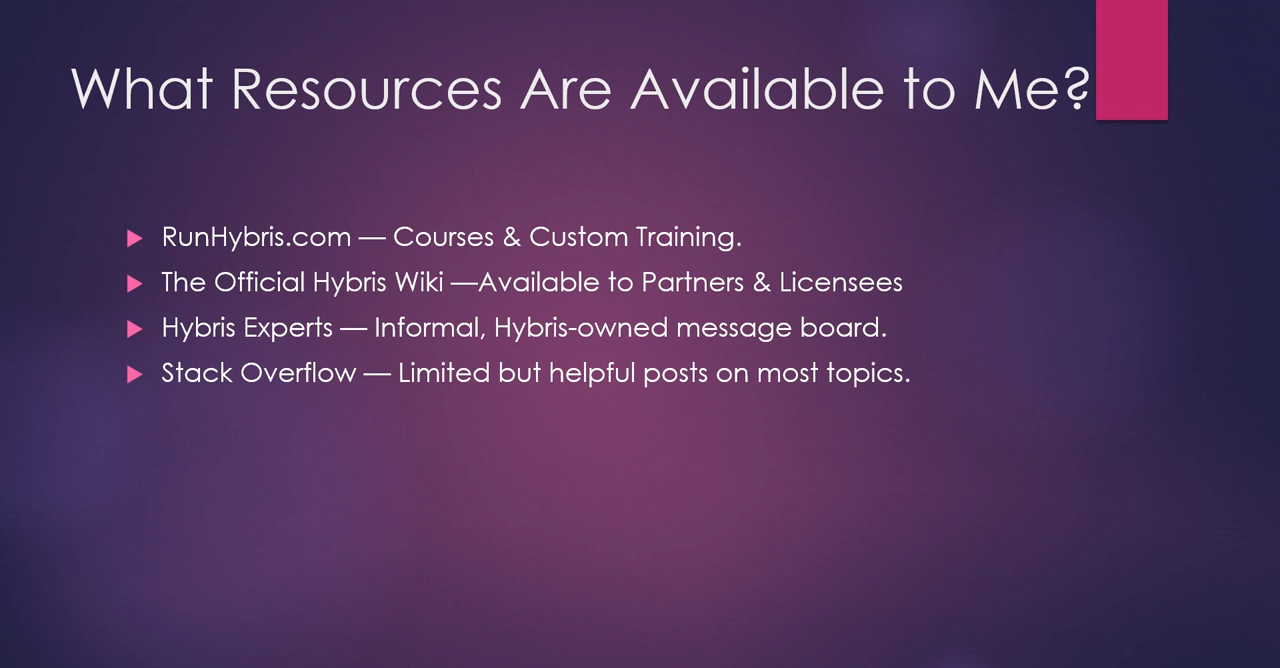 What Resources Are Available to Me?
RunHybris.com — Courses & Custom Training.
The Official Hybris Wiki —Available to Partners & Licensees
Hybris Experts — Informal, Hybris-owned message board.
Stack Overflow — Limited but helpful posts on most topics.